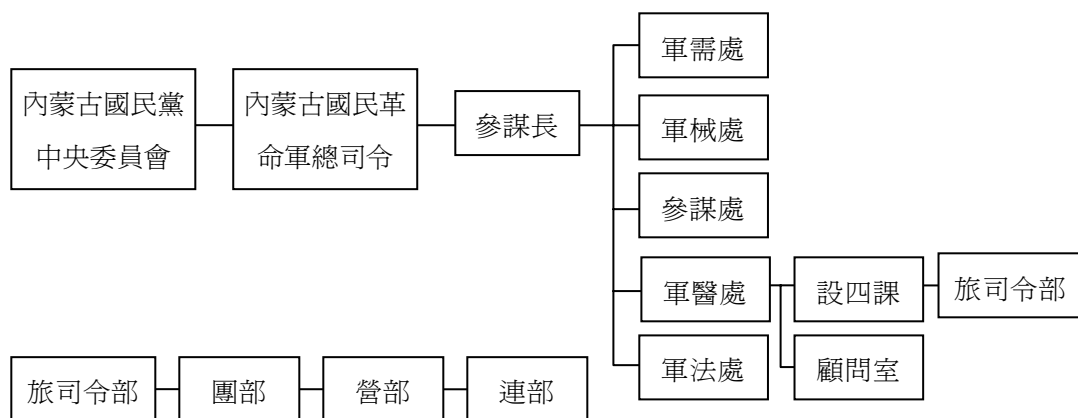 內蒙古國民黨
中央委員會
內蒙古國民革
命軍總司令
參謀長
軍需處
軍械處
參謀處
軍醫處
設四課
旅司令部
軍法處
顧問室
旅司令部
團部
營部
連部